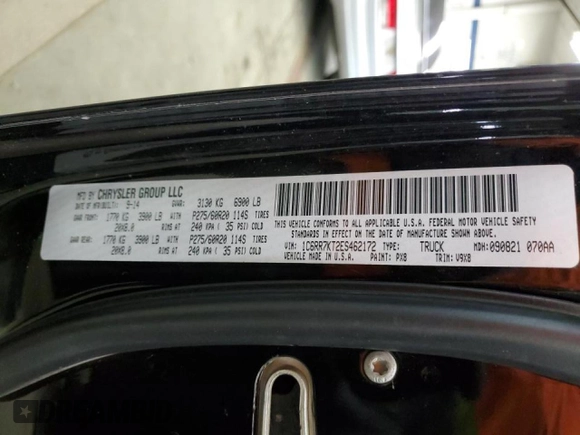 MFG BY CHRYSLER GROUP LLC
DATE OF MFR/BUILT: 9-14 GVWR: 3130 KG 6900 LB
GAWR FRONT: 1770 KG 3900 LB WITH P275/60R20 114S TIRES
20X8.0 RIMS AT 240 KPA ( 35 PSI) COLD
GAWR REAR: 1770 KG 3900 LB WITH P275/60R20 114S TIRES
20X8.0 RIMS AT 240 KPA ( 35 PSI) COLD
THIS VEHICLE CONFORMS TO ALL APPLICABLE U.S.A. FEDERAL MOTOR VEHICLE SAFETY
STANDARDS IN EFFECT ON THE DATE OF MANUFACTURE SHOWN ABOVE.
VIN: 1C6RR7KT2ES462172 TYPE: TRUCK MDH: 090821 070AA
VEHICLE MADE IN U.S.A. PAINT: PX8 TRIM: V9X8